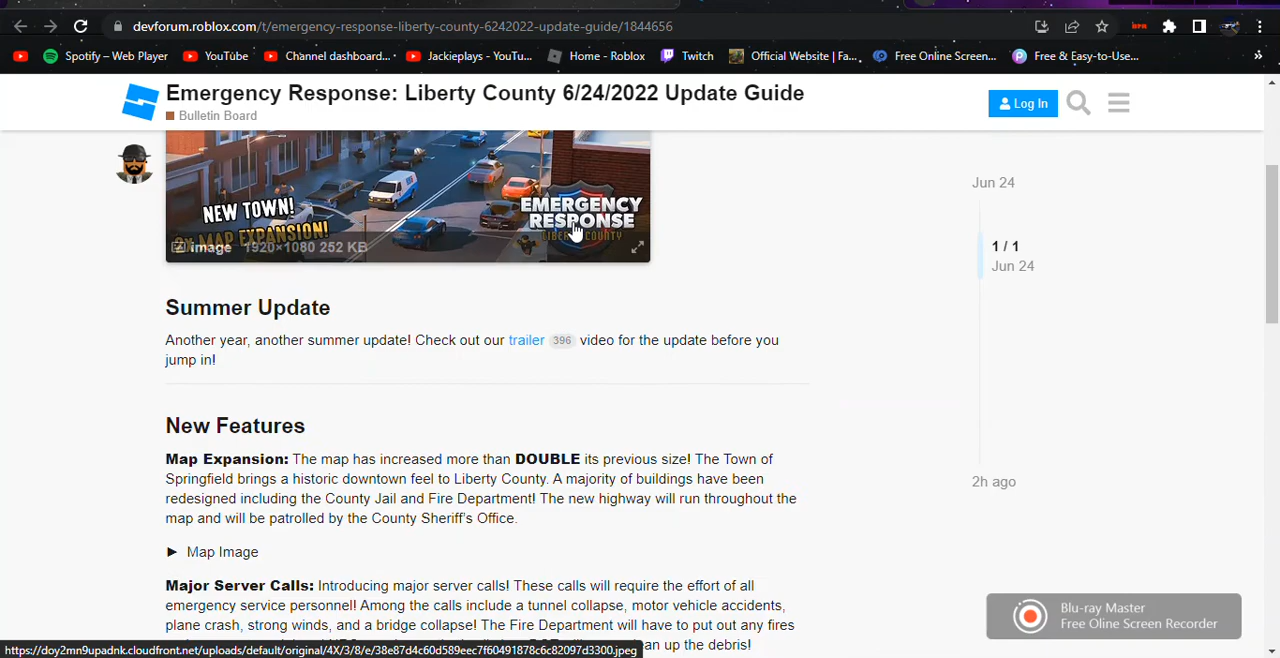 devforum.roblox.com/t/emergency-response-liberty-county-6242022-update-guide/1844656
Spotify – Web Player YouTube Channel dashboard... Jackieplays - YouTu... Home - Roblox Twitch Official Website | Fa... Free Online Screen... Free & Easy-to-Use... »
Emergency Response: Liberty County 6/24/2022 Update Guide
Bulletin Board
Log In
NEW TOWN!
MAP EXPANSION!
EMERGENCY
RESPONSE
LIBERTY COUNTY
image 1920×1080 252 KB
Jun 24
1 / 1
Jun 24
2h ago
Summer Update
Another year, another summer update! Check out our trailer 396 video for the update before you
jump in!
New Features
Map Expansion: The map has increased more than DOUBLE its previous size! The Town of
Springfield brings a historic downtown feel to Liberty County. A majority of buildings have been
redesigned including the County Jail and Fire Department! The new highway will run throughout the
map and will be patrolled by the County Sheriff's Office.
► Map Image
Major Server Calls: Introducing major server calls! These calls will require the effort of all
emergency service personnel! Among the calls include a tunnel collapse, motor vehicle accidents,
plane crash, strong winds, and a bridge collapse! The Fire Department will have to put out any fires
an up the debris!
Blu-ray Master
Free Oline Screen Recorder
https://doy2mn9upadnk.cloudfront.net/uploads/default/original/4X/3/8/e/38e87d4c60d589eec7f60491878c6c82097d3300.jpeg